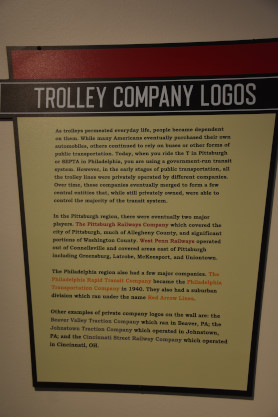 TROLLEY COMPANY LOGOS
As trolleys permeated everyday life, people became dependent
on them. While many Americans eventually purchased their own
automobiles, others continued to rely on buses or other forms of
public transportation. Today, when you ride the T in Pittsburgh
or SEPTA in Philadelphia, you are using a government-run transit
system. However, in the early stages of public transportation, all
the trolley lines were privately operated by different companies.
Over time, these companies eventually merged to form a few
central entities that, while still privately owned, were able to
control the majority of the transit system.
In the Pittsburgh region, there were eventually two major
players. The Pittsburgh Railways Company which covered the
city of Pittsburgh, much of Allegheny County, and significant
portions of Washington County. West Penn Railways operated
out of Connellsville and covered areas east of Pittsburgh
including Greensburg, Latrobe, McKeesport, and Uniontown.
The Philadelphia region also had a few major companies. The
Philadelphia Rapid Transit Company became the Philadelphia
Transportation Company in 1940. They also had a suburban
division which ran under the name Red Arrow Lines.
Other examples of private company logos on the wall are: the
Beaver Valley Traction Company which ran in Beaver, PA; the
Johnstown Traction Company which operated in Johnstown,
PA; and the Cincinnati Street Railway Company which operated
in Cincinnati, OH.